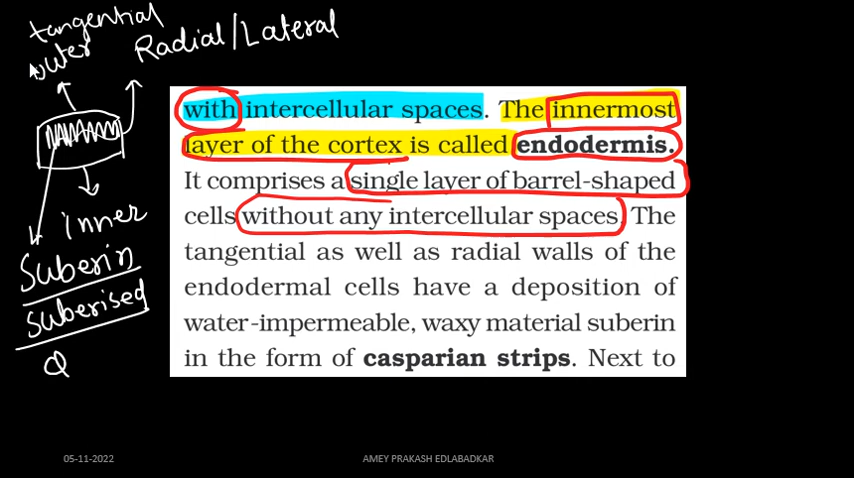 tangential
outer
Radial/Lateral
inner
Suberin
suberised
with intercellular spaces. The innermost
layer of the cortex is called endodermis.
It comprises a single layer of barrel-shaped
cells without any intercellular spaces. The
tangential as well as radial walls of the
endodermal cells have a deposition of
water-impermeable, waxy material suberin
in the form of casparian strips. Next to
05-11-2022
AMEY PRAKASH EDLABADKAR